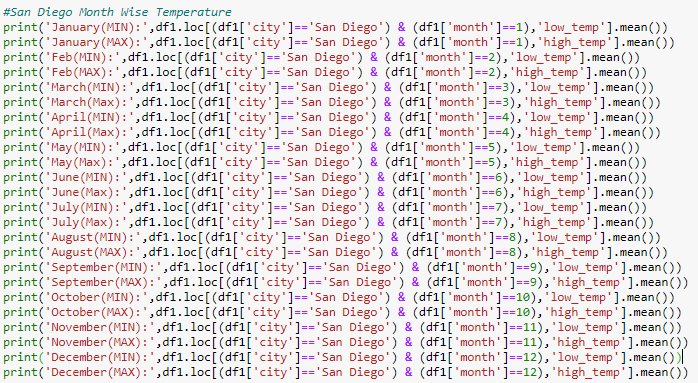 #San Diego Month Wise Temperature
print('January(MIN):',df1.loc[(df1['city']=='San Diego') & (df1['month']==1),'low_temp'].mean())
print('January(MAX):',df1.loc[(df1['city']=='San Diego') & (df1['month']==1),'high_temp'].mean())
print('Feb(MIN):',df1.loc[(df1['city']=='San Diego') & (df1['month']==2),'low_temp'].mean())
print('Feb(MAX):',df1.loc[(df1['city']=='San Diego') & (df1['month']==2),'high_temp'].mean())
print('March(MIN):',df1.loc[(df1['city']=='San Diego') & (df1['month']==3),'low_temp'].mean())
print('March(Max):',df1.loc[(df1['city']=='San Diego') & (df1['month']==3),'high_temp'].mean())
print('April(MIN):',df1.loc[(df1['city']=='San Diego') & (df1['month']==4),'low_temp'].mean())
print('April(Max):',df1.loc[(df1['city']=='San Diego') & (df1['month']==4),'high_temp'].mean())
print('May(MIN):',df1.loc[(df1['city']=='San Diego') & (df1['month']==5),'low_temp'].mean())
print('May(Max):',df1.loc[(df1['city']=='San Diego') & (df1['month']==5),'high_temp'].mean())
print('June(MIN):',df1.loc[(df1['city']=='San Diego') & (df1['month']==6),'low_temp'].mean())
print('June(Max):',df1.loc[(df1['city']=='San Diego') & (df1['month']==6),'high_temp'].mean())
print('July(MIN):',df1.loc[(df1['city']=='San Diego') & (df1['month']==7),'low_temp'].mean())
print('July(Max):',df1.loc[(df1['city']=='San Diego') & (df1['month']==7),'high_temp'].mean())
print('August(MIN):',df1.loc[(df1['city']=='San Diego') & (df1['month']==8),'low_temp'].mean())
print('August(MAX):',df1.loc[(df1['city']=='San Diego') & (df1['month']==8),'high_temp'].mean())
print('September(MIN):',df1.loc[(df1['city']=='San Diego') & (df1['month']==9),'low_temp'].mean())
print('September(MAX):',df1.loc[(df1['city']=='San Diego') & (df1['month']==9),'high_temp'].mean())
print('October(MIN):',df1.loc[(df1['city']=='San Diego') & (df1['month']==10),'low_temp'].mean())
print('October(MAX):',df1.loc[(df1['city']=='San Diego') & (df1['month']==10),'high_temp'].mean())
print('November(MIN):',df1.loc[(df1['city']=='San Diego') & (df1['month']==11),'low_temp'].mean())
print('November(MAX):',df1.loc[(df1['city']=='San Diego') & (df1['month']==11),'high_temp'].mean())
print('December(MIN):',df1.loc[(df1['city']=='San Diego') & (df1['month']==12),'low_temp'].mean())
print('December(MAX):',df1.loc[(df1['city']=='San Diego') & (df1['month']==12),'high_temp'].mean())